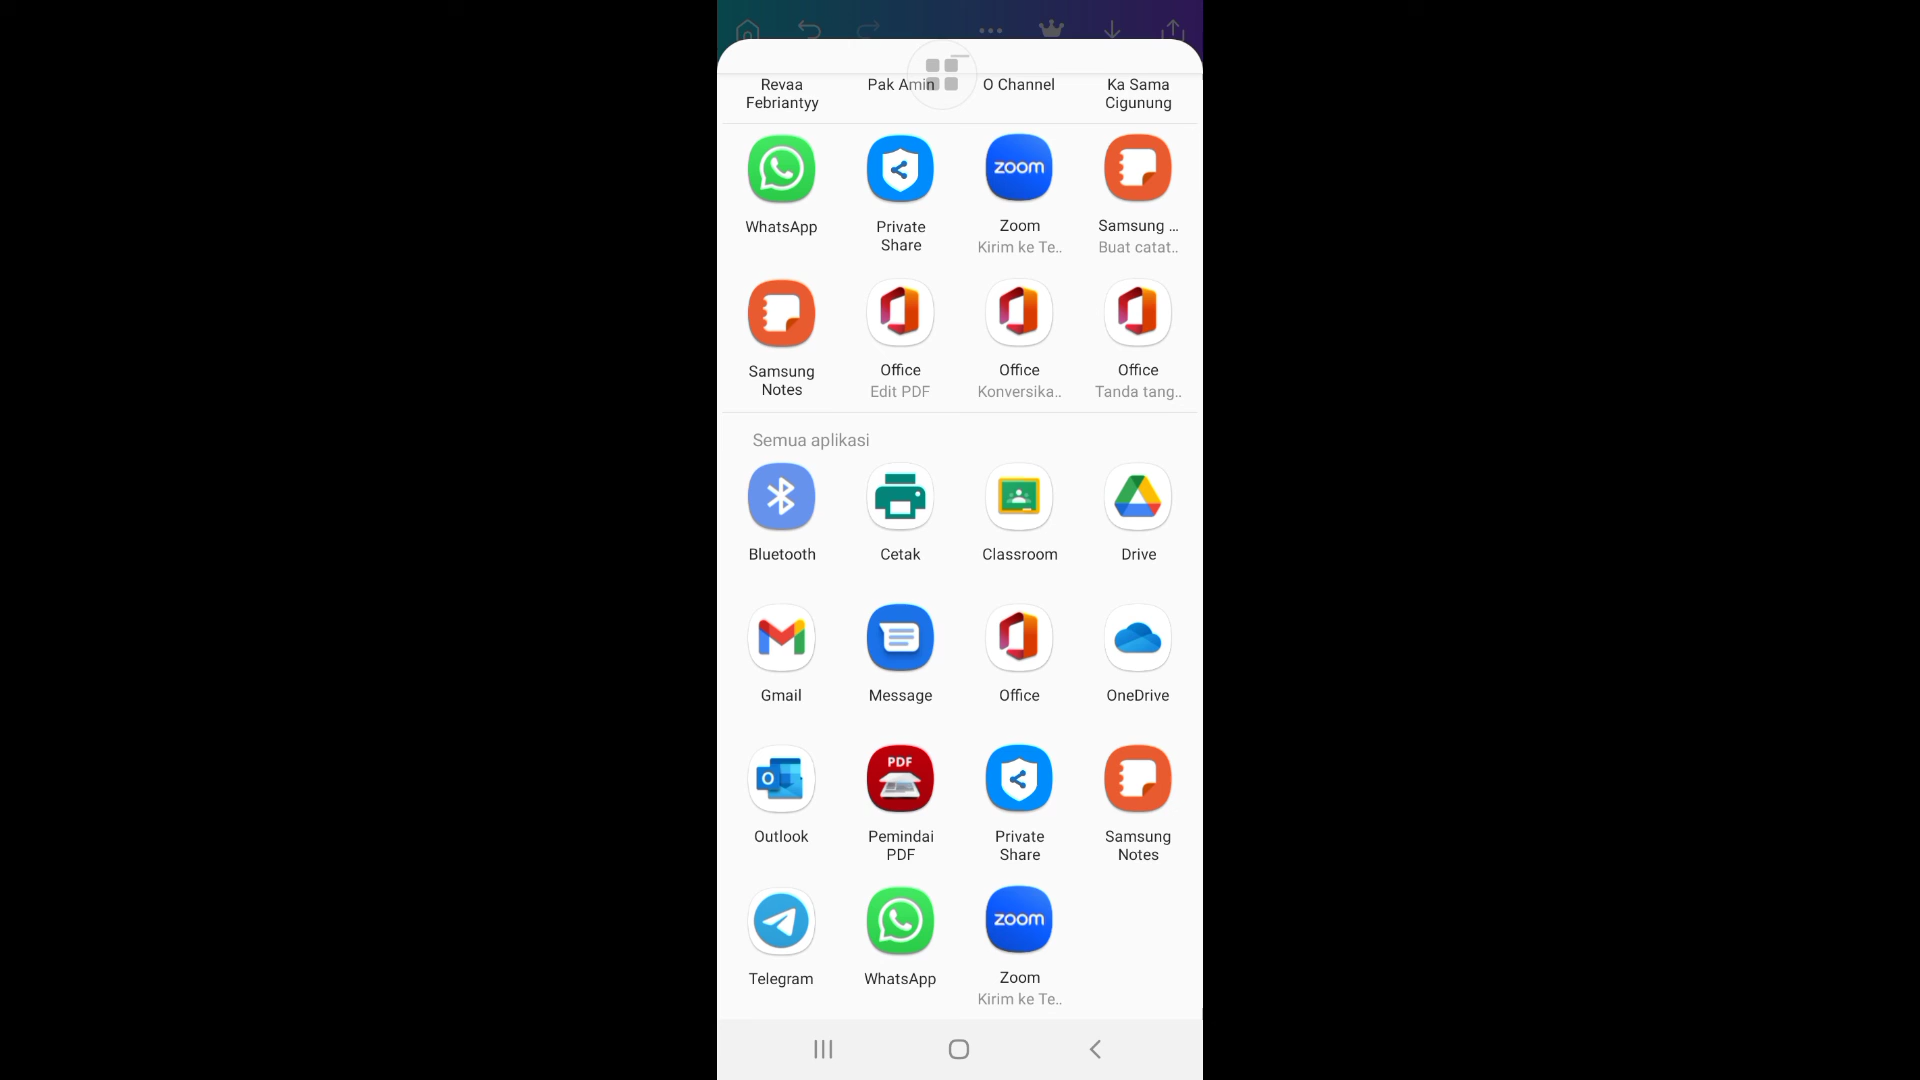 Revaa
Febriantyy
Pak Amin
O Channel
Ka Sama
Cigunung
WhatsApp
Private
Share
zoom
Zoom
Kirim ke Te..
Samsung ...
Buat catat..
Samsung
Notes
Office
Edit PDF
Office
Konversika..
Office
Tanda tang..
Semua aplikasi
Bluetooth
Cetak
Classroom
Drive
Gmail
Message
Office
OneDrive
O
Outlook
PDF
Pemindai
PDF
Private
Share
Samsung
Notes
Telegram
WhatsApp
zoom
Zoom
Kirim ke Te..